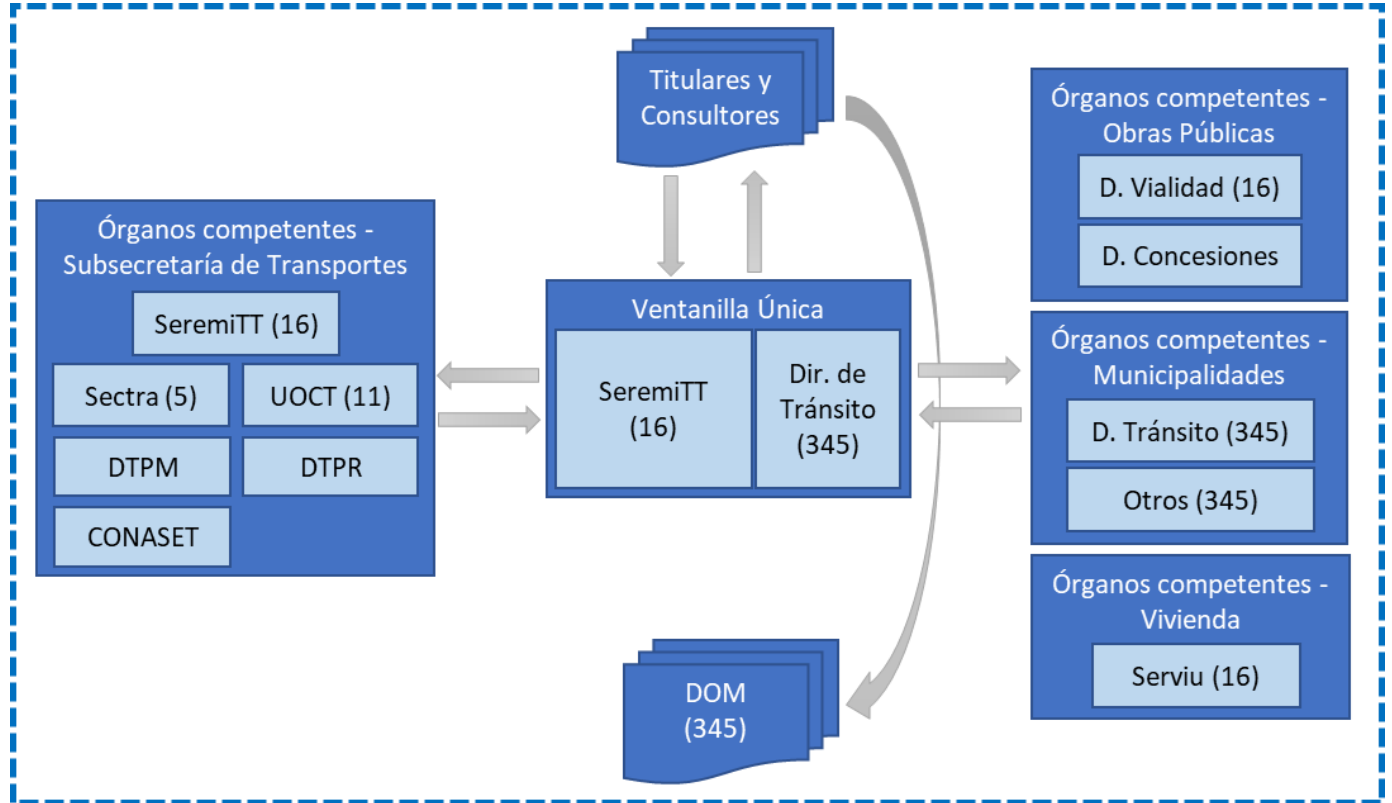 Titulares y
Consultores
Órganos competentes -
Subsecretaría de Transportes
SeremiTT (16)
Sectra (5)
UOCT (11)
DTPM
DTPR
CONASET
Ventanilla Única
SeremiTT
(16)
Dir. de
Tránsito
(345)
Órganos competentes -
Obras Públicas
D. Vialidad (16)
D. Concesiones
Órganos competentes -
Municipalidades
D. Tránsito (345)
Otros (345)
Órganos competentes -
Vivienda
Serviu (16)
DOM
(345)